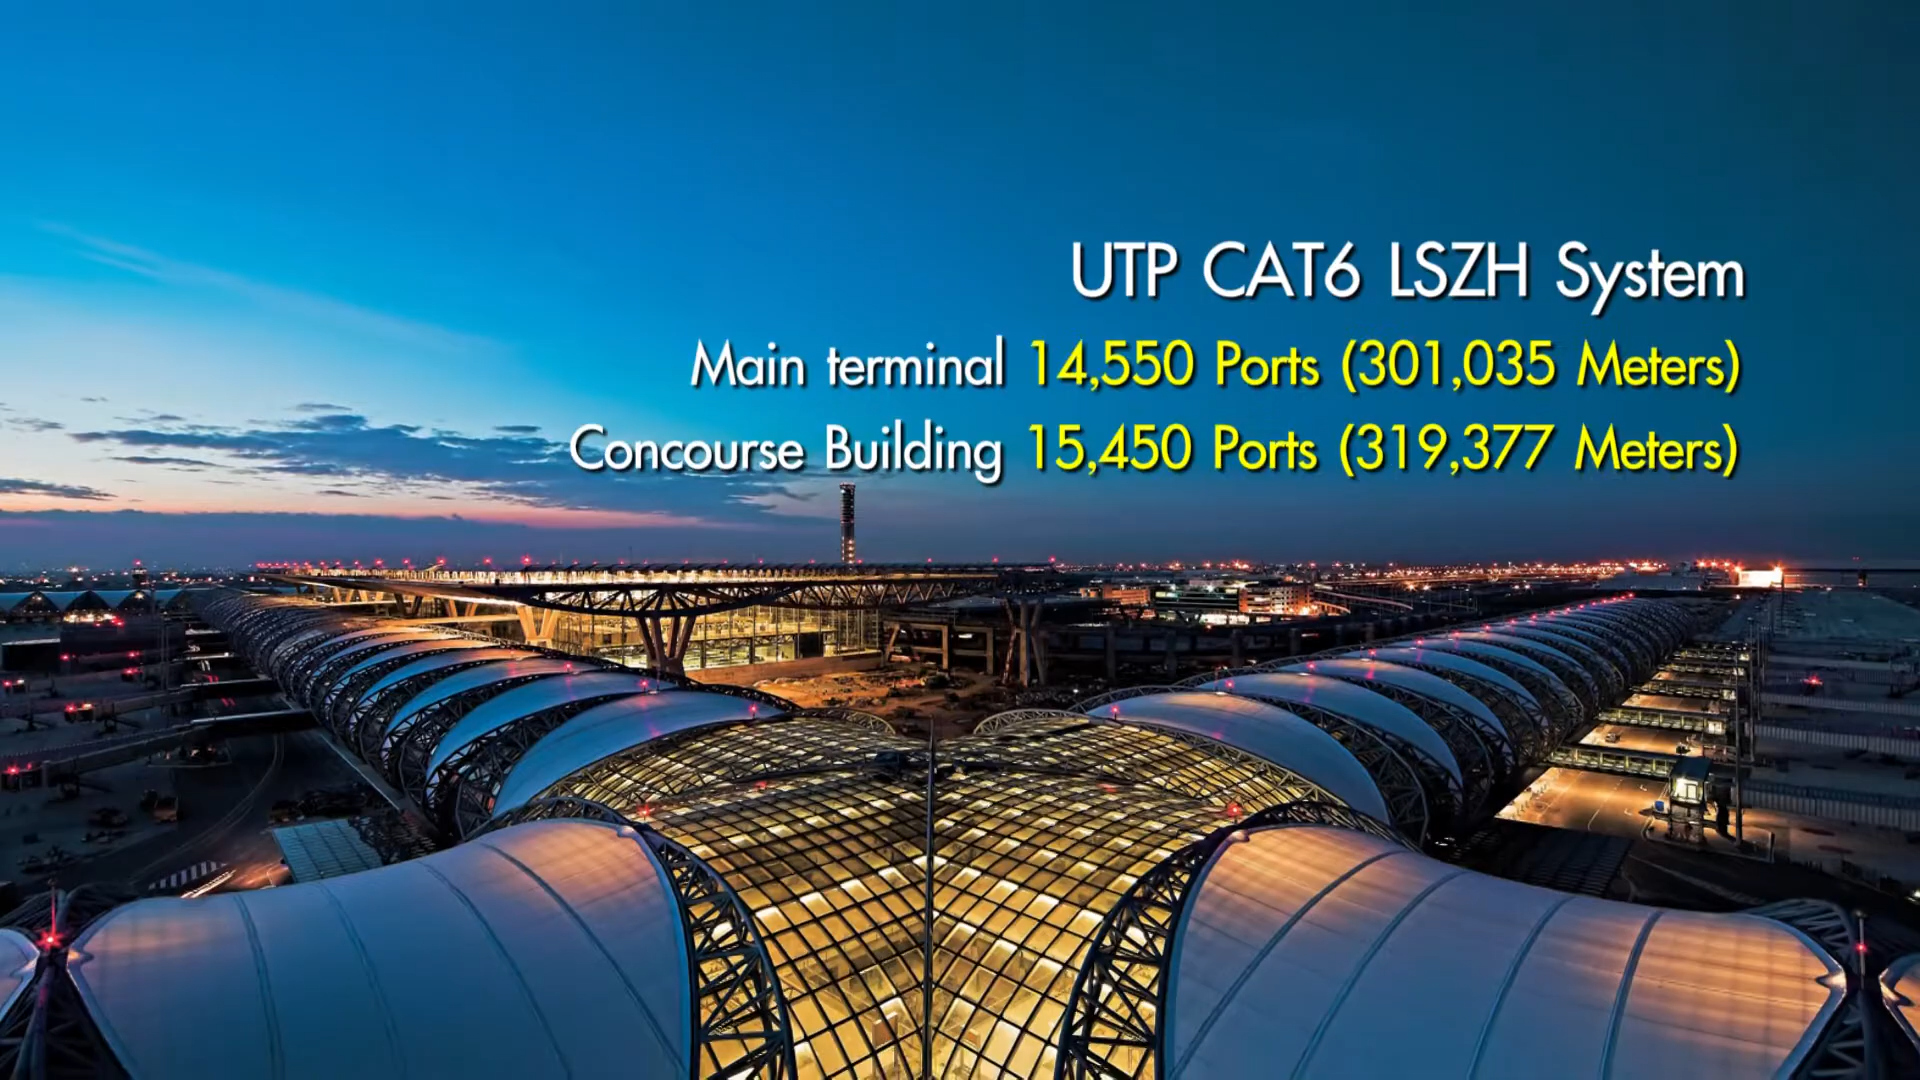 UTP CAT6 LSZH System
Main terminal 14,550 Ports (301,035 Meters)
Concourse Building 15,450 Ports (319,377 Meters)